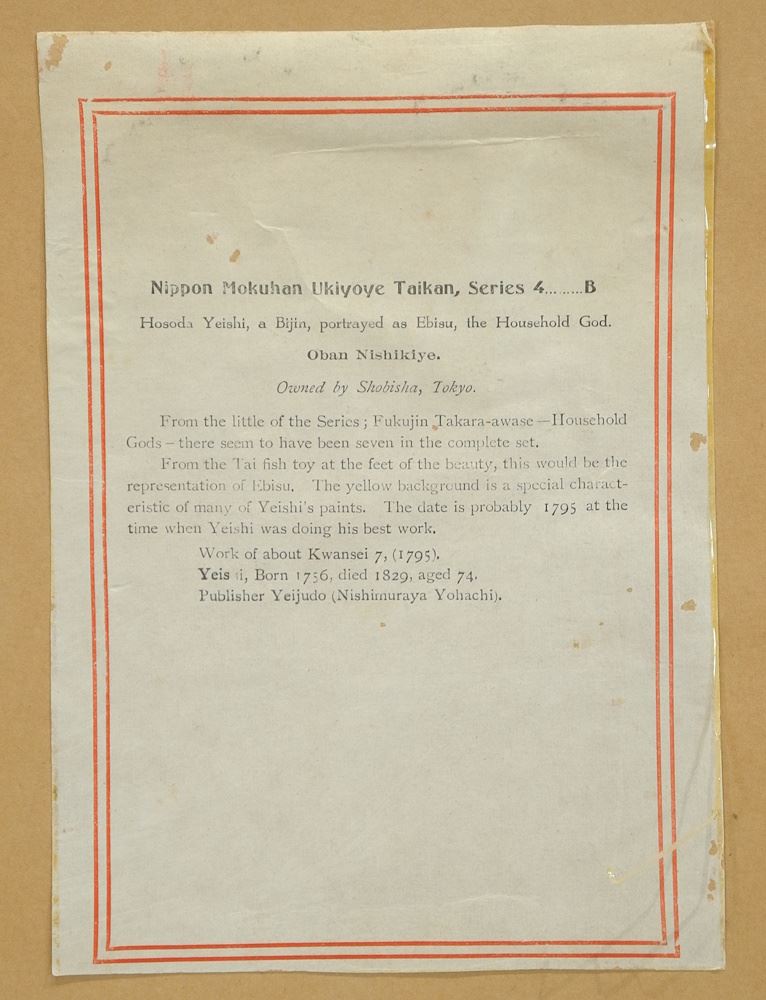 Nippon Mokuhan Ukiyoye Taikan, Series 4.........B
Hosoda Yeishi, a Bijin, portrayed as Ebisu, the Household God.
Oban Nishikiye.
Owned by Shobisha, Tokyo.
From the little of the Series; Fukujin Takara-awase—Household
Gods – there seem to have been seven in the complete set.
From the Tai fish toy at the feet of the beauty, this would be the
representation of Ebisu. The yellow background is a special charact-
eristic of many of Yeishi's paints. The date is probably 1795 at the
time when Yeishi was doing his best work.
Work of about Kwansei 7, (1795).
Yeis i, Born 1756, died 1829, aged 74.
Publisher Yeijudo (Nishimuraya Yohachi).